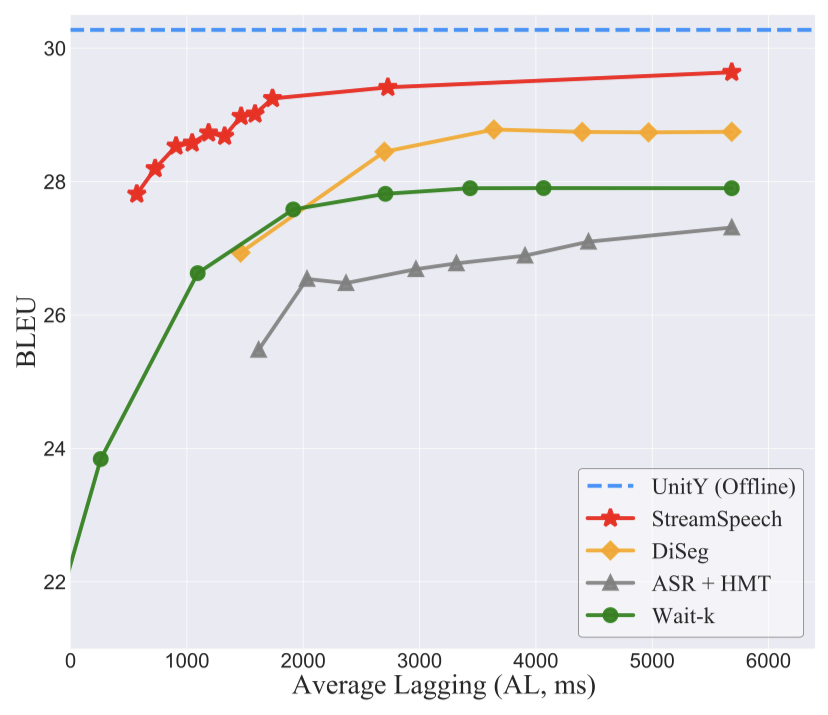 30
28
26
24
22
BLEU
UnitY (Offline)
StreamSpeech
DiSeg
ASR + HMT
Wait-k
0 1000 2000 3000 4000 5000 6000
Average Lagging (AL, ms)